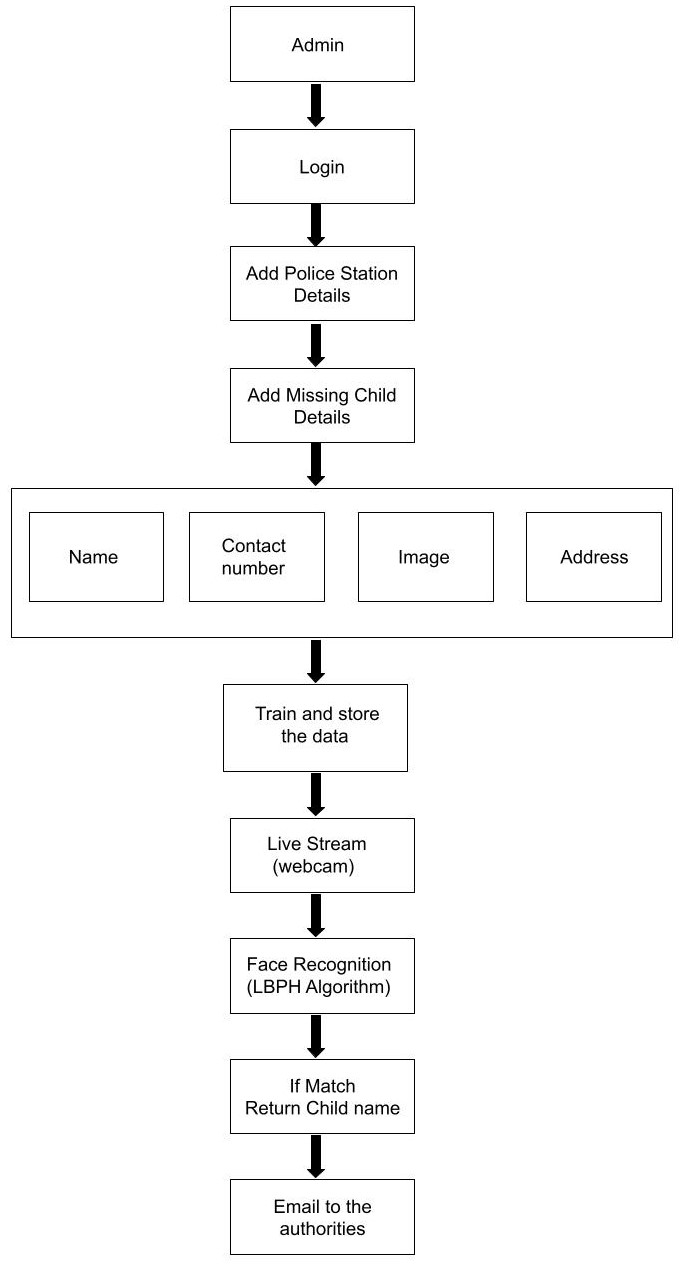 Admin
Login
Add Police Station
Details
Add Missing Child
Details
Name
Contact
number
Image
Address
Train and store
the data
Live Stream
(webcam)
Face Recognition
(LBPH Algorithm)
If Match
Return Child name
Email to the
authorities